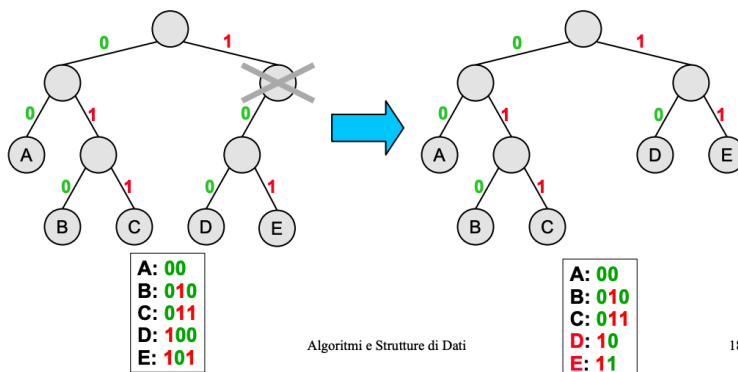 0 1
0 1 0
A
0 1 0 1
B C D E
A: 00
B: 010
C: 011
D: 100
E: 101
0 1
0 1 0 1
A D E
0 1
B C
A: 00
B: 010
C: 011
D: 10
E: 11
Algoritmi e Strutture di Dati